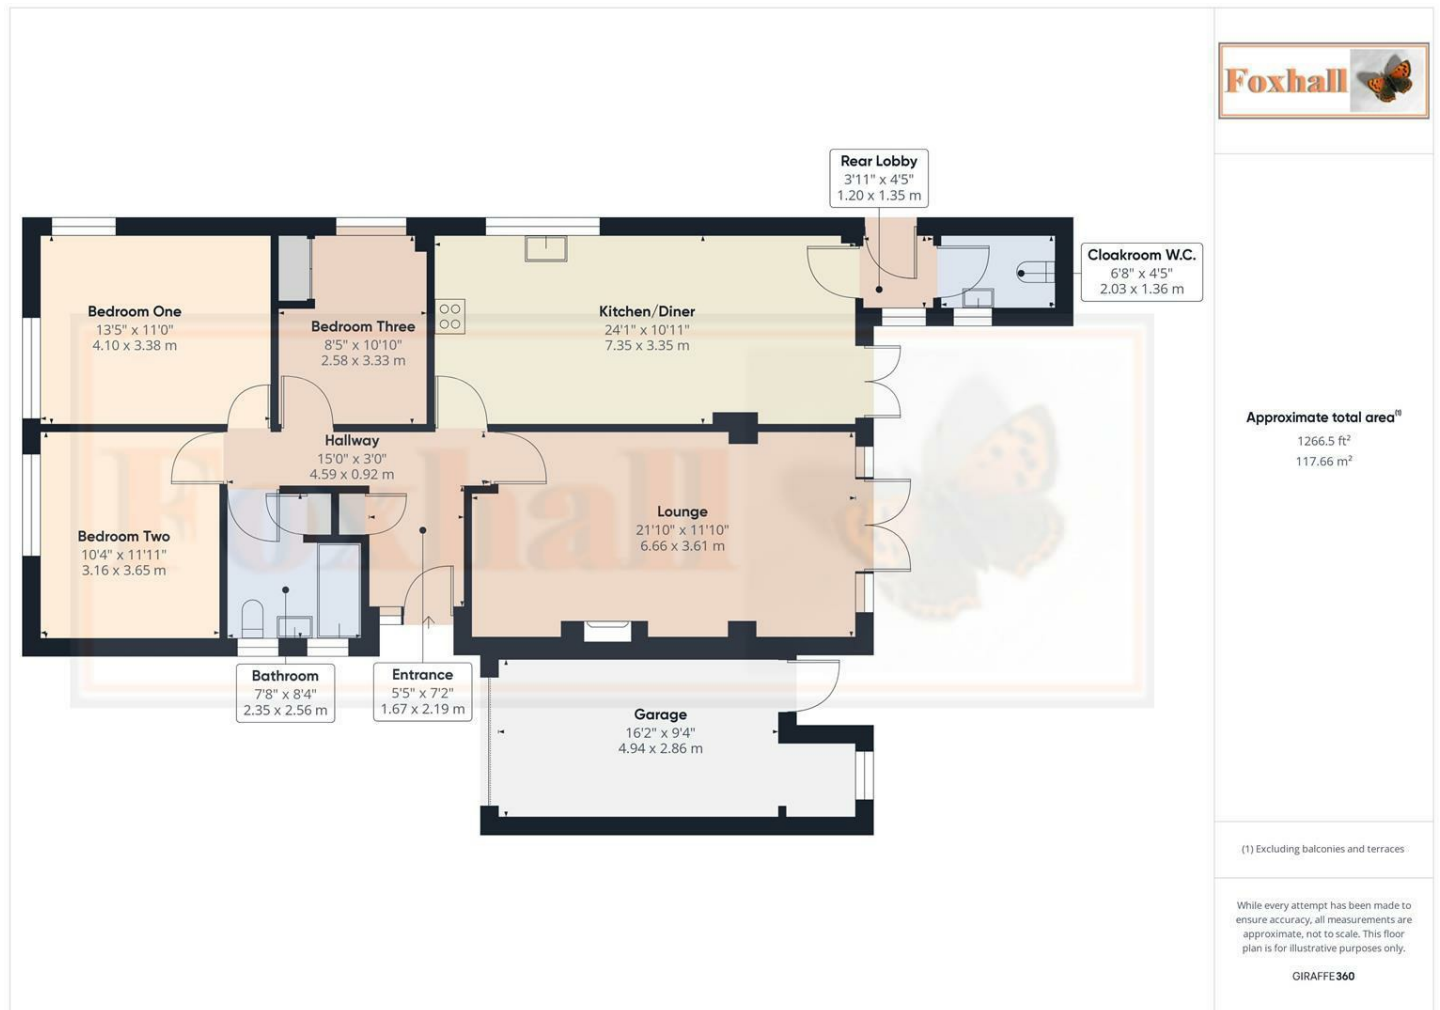 Foxhall
Rear Lobby
3'11" x 4'5"
1.20 x 1.35 m
Cloakroom W.C.
6'8" x 4'5"
2.03 x 1.36 m
Bedroom One
13'5" x 11'0"
4.10 x 3.38 m
Bedroom Three
8'5" x 10'10"
2.58 x 3.33 m
Kitchen/Diner
24'1" x 10'11"
7.35 x 3.35 m
Hallway
15'0" x 3'0"
4.59 x 0.92 m
Bedroom Two
10'4" x 11'11"
3.16 x 3.65 m
Lounge
21'10" x 11'10"
6.66 x 3.61 m
Foxhall
Bathroom
7'8" x 8'4"
2.35 x 2.56 m
Entrance
5'5" x 7'2"
1.67 x 2.19 m
Garage
16'2" x 9'4"
4.94 x 2.86 m
Approximate total area⁽¹⁾
1266.5 ft²
117.66 m²
(1) Excluding balconies and terraces
While every attempt has been made to
ensure accuracy, all measurements are
approximate, not to scale. This floor
plan is for illustrative purposes only.
GIRAFFE360